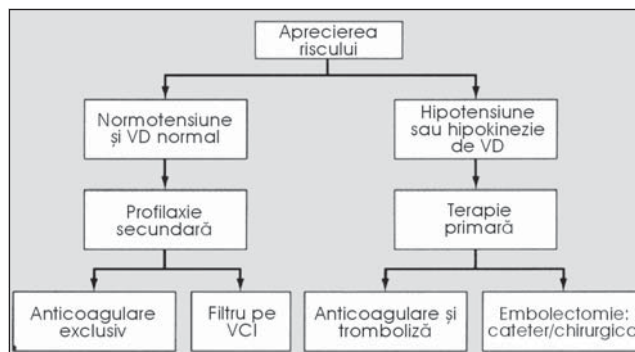 Aprecierea
riscului
Normotensiune
și VD normal
Hipotensiune
sau hipokinezie
de VD
Profilaxie
secundară
Terapie
primară
Anticoagulare
exclusiv
Filtru pe
VCI
Anticoagulare și
tromboliză
Embolectomie:
cateter/chirurgica